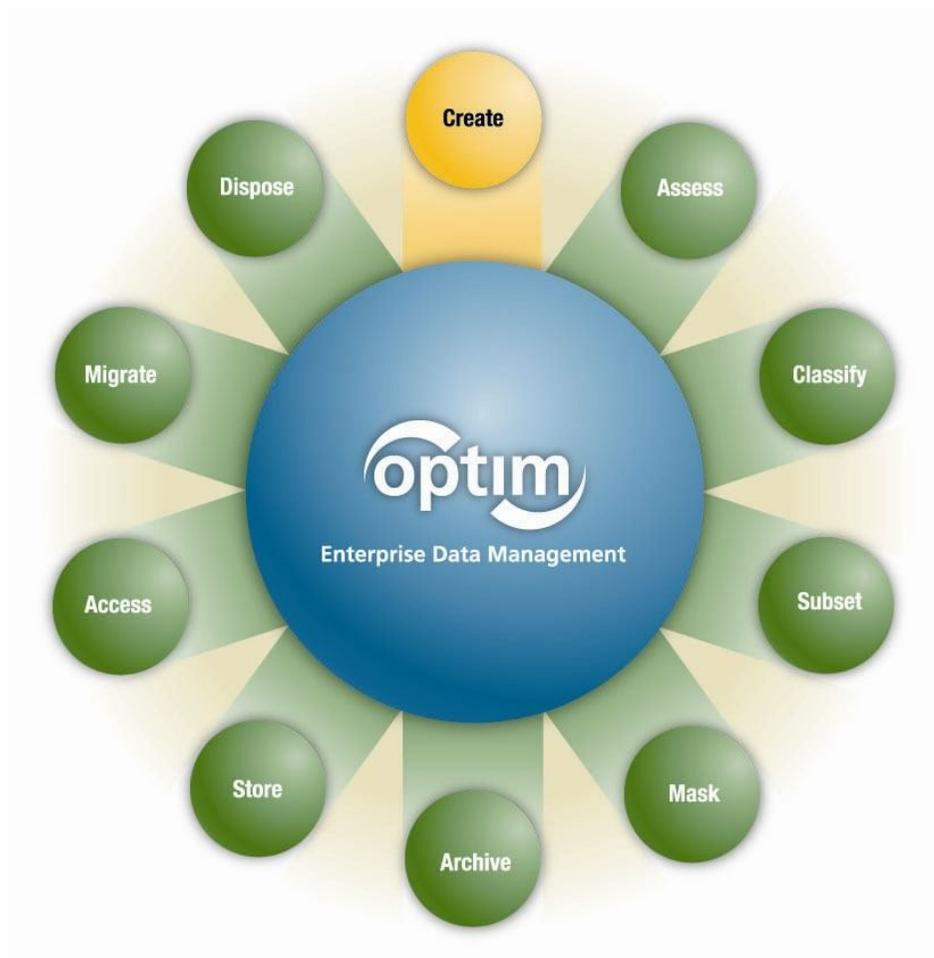 Create
Assess
Classify
Subset
Mask
Archive
Store
Access
Migrate
Dispose
optim
Enterprise Data Management